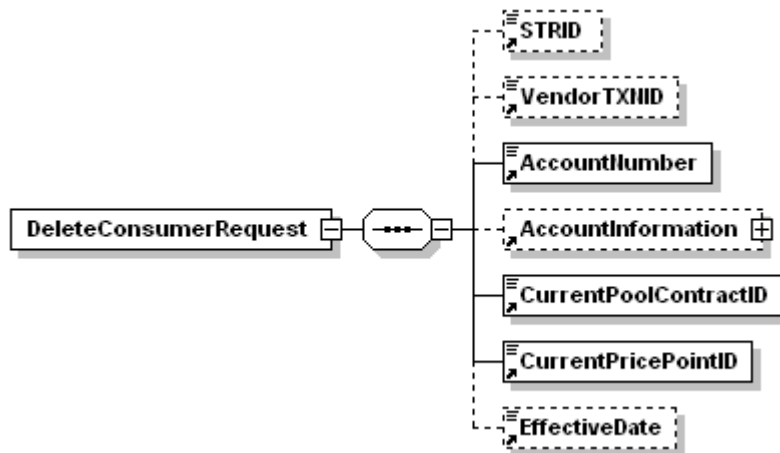 STRID
VendorTXNID
AccountNumber
DeleteConsumerRequest
AccountInformation
CurrentPoolContractID
CurrentPricePointID
EffectiveDate